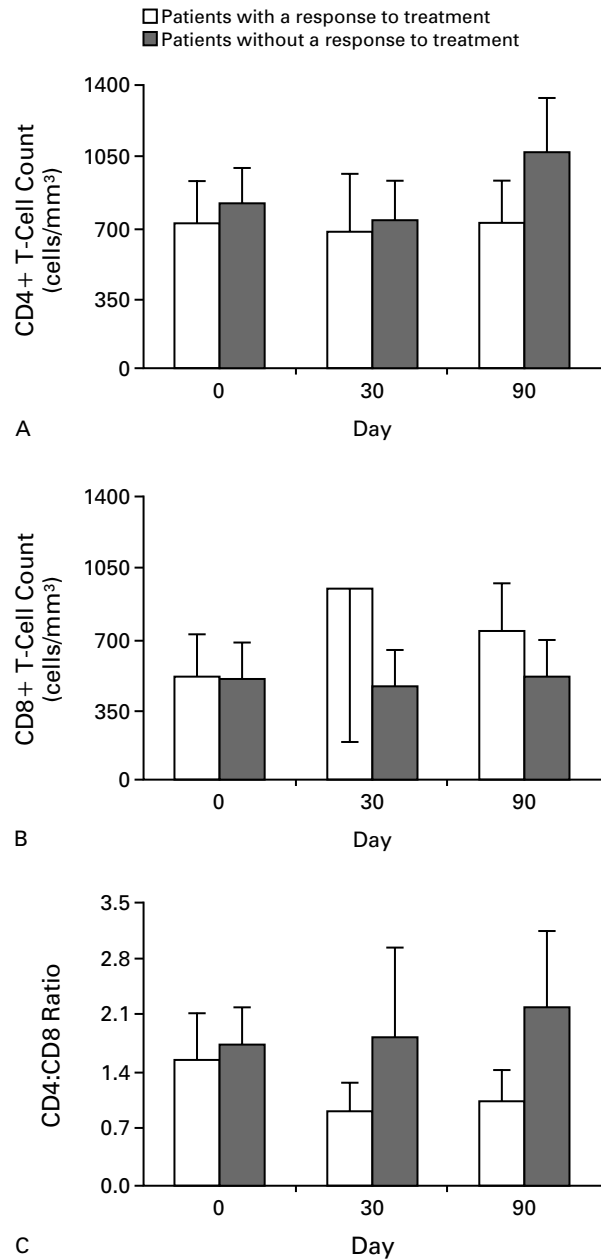 Patients with a response to treatment
Patients without a response to treatment
1400
1050
700
350
0
CD4+ T-Cell Count
(cells/mm³)
0 30 90
A Day
1400
1050
700
350
0
CD8+ T-Cell Count
(cells/mm³)
0 30 90
B Day
3.5
2.8
2.1
1.4
0.7
0.0
CD4:CD8 Ratio
0 30 90
C Day